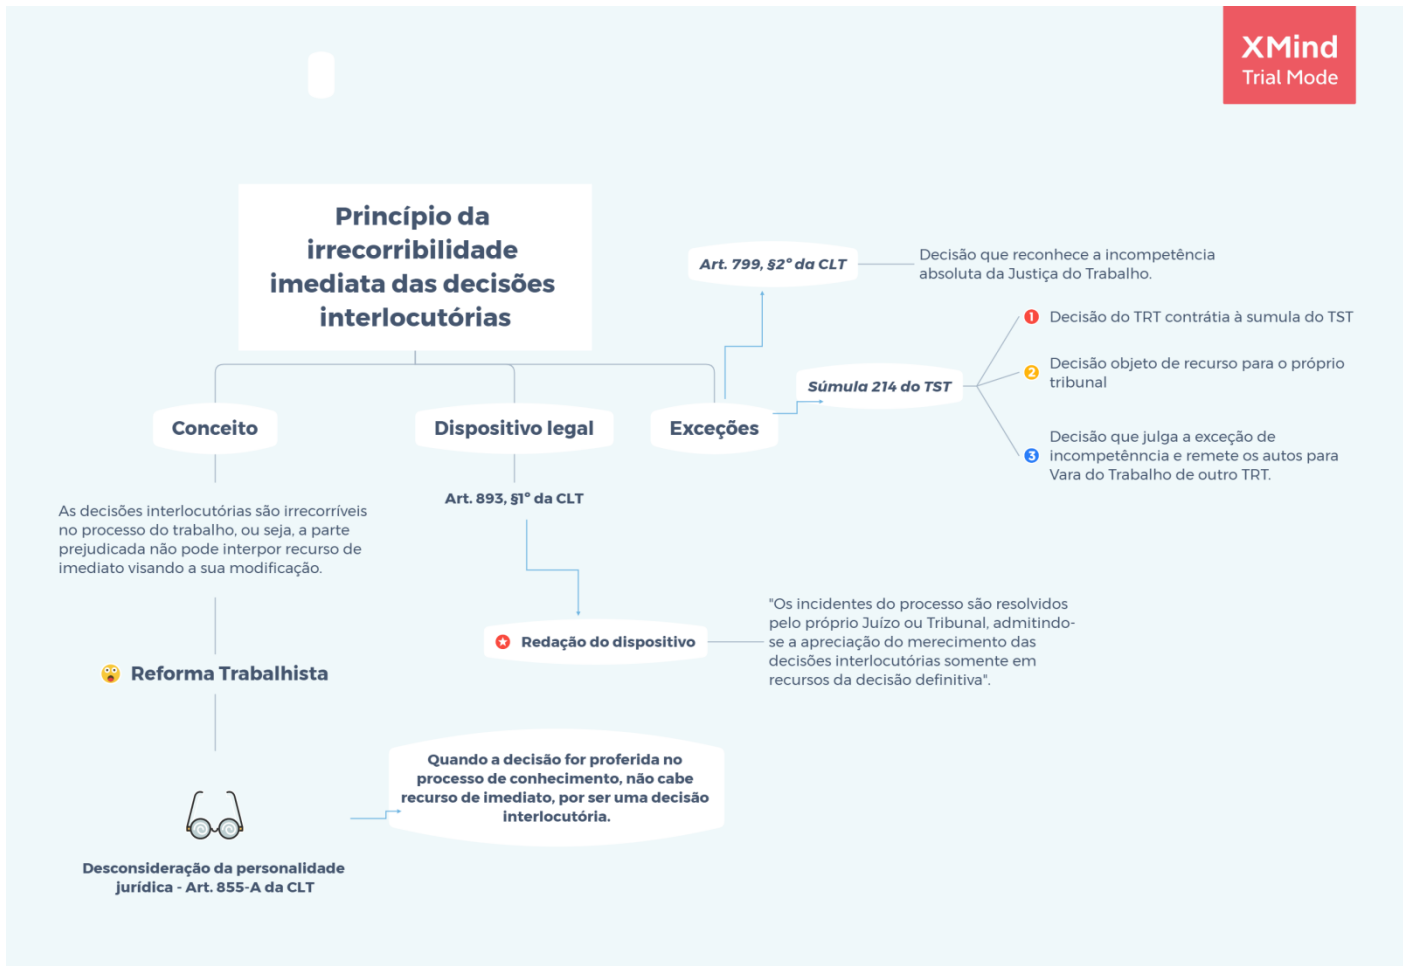 XMind
Trial Mode
Princípio da
irrecorribilidade
imediata das decisões
interlocutórias
Conceito
As decisões interlocutórias são irrecorríveis
no processo do trabalho, ou seja, a parte
prejudicada não pode interpor recurso de
imediato visando a sua modificação.
Reforma Trabalhista
Desconsideração da personalidade
jurídica - Art. 855-A da CLT
Quando a decisão for proferida no
processo de conhecimento, não cabe
recurso de imediato, por ser uma decisão
interlocutória.
Dispositivo legal
Art. 893, §1º da CLT
Redação do dispositivo
"Os incidentes do processo são resolvidos
pelo próprio Juízo ou Tribunal, admitindo-
se a apreciação do merecimento das
decisões interlocutórias somente em
recursos da decisão definitiva".
Exceções
Art. 799, §2º da CLT
Decisão que reconhece a incompetência
absoluta da Justiça do Trabalho.
Súmula 214 do TST
1 Decisão do TRT contrátia à sumula do TST
2 Decisão objeto de recurso para o próprio
tribunal
3 Decisão que julga a exceção de
incompetênncia e remete os autos para
Vara do Trabalho de outro TRT.